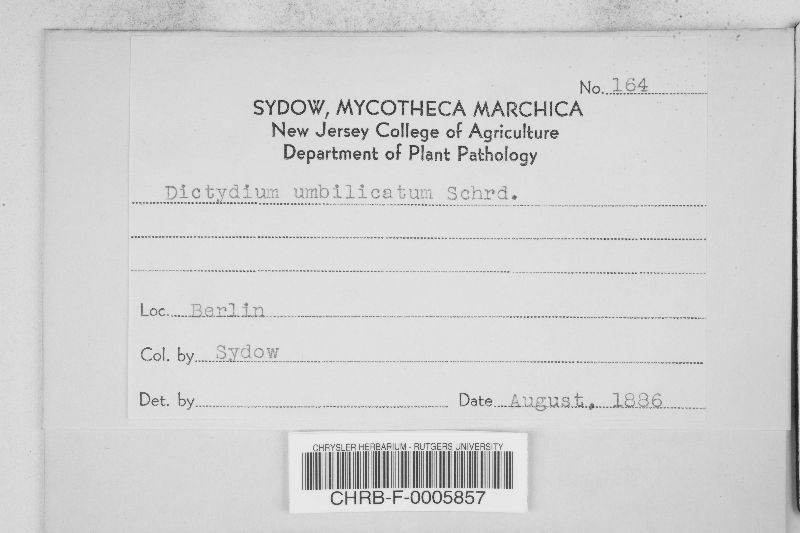 No. 164
SYDOW, MYCOTHECA MARCHICA
New Jersey College of Agriculture
Department of Plant Pathology
Dictydium umbilicatum Schrd.
Loc. Berlin
Col. by Sydow
Det. by Date August, 1886
CHRYSLER HERBARIUM - RUTGERS UNIVERSITY
CHRB-F-0005857